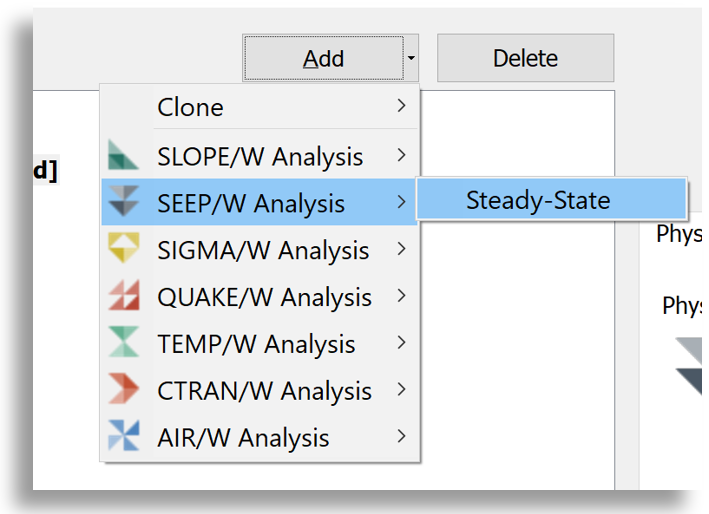 Add
Delete
Clone
SLOPE/W Analysis
d]
SEEP/W Analysis
Steady-State
SIGMA/W Analysis
Phys
QUAKE/W Analysis
Phys
TEMP/W Analysis
CTRAN/W Analysis
AIR/W Analysis